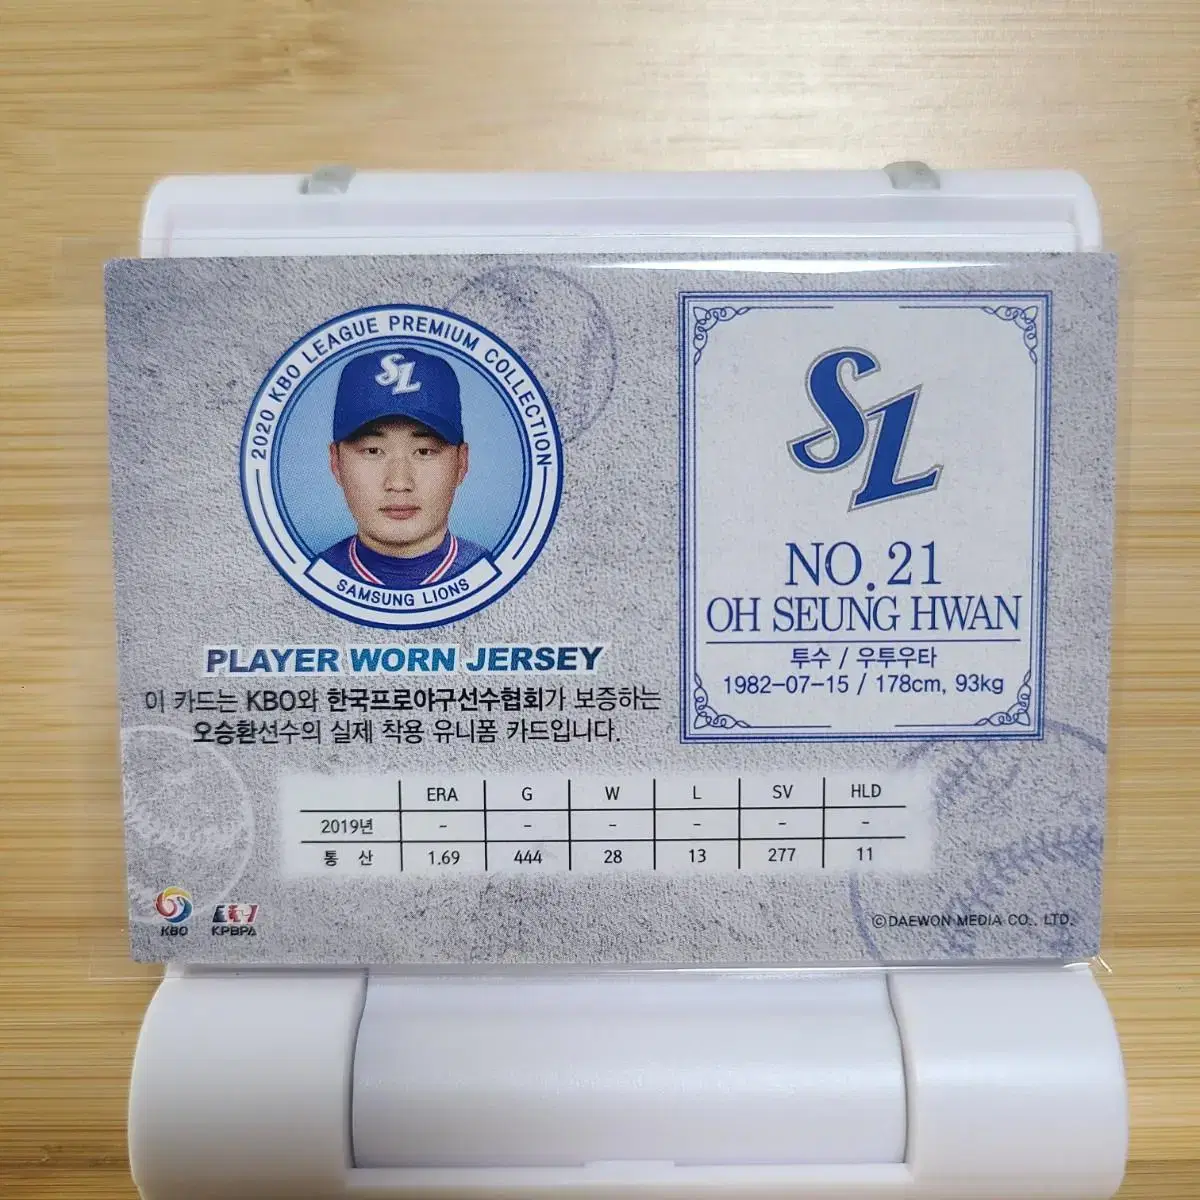 2020 KBO LEAGUE PREMIUM COLLECTION
SL
SAMSUNG LIONS
PLAYER WORN JERSEY
이 카드는 KBO와 한국프로야구선수협회가 보증하는
오승환선수의 실제 착용 유니폼 카드입니다.
SL
NO. 21
OH SEUNG HWAN
투수 / 우투우타
1982-07-15 / 178cm, 93kg
ERA G W L SV HLD
2019년 - - - - - -
통 산 1.69 444 28 13 277 11
KBO KPBPA
©DAEWON MEDIA CO., LTD.